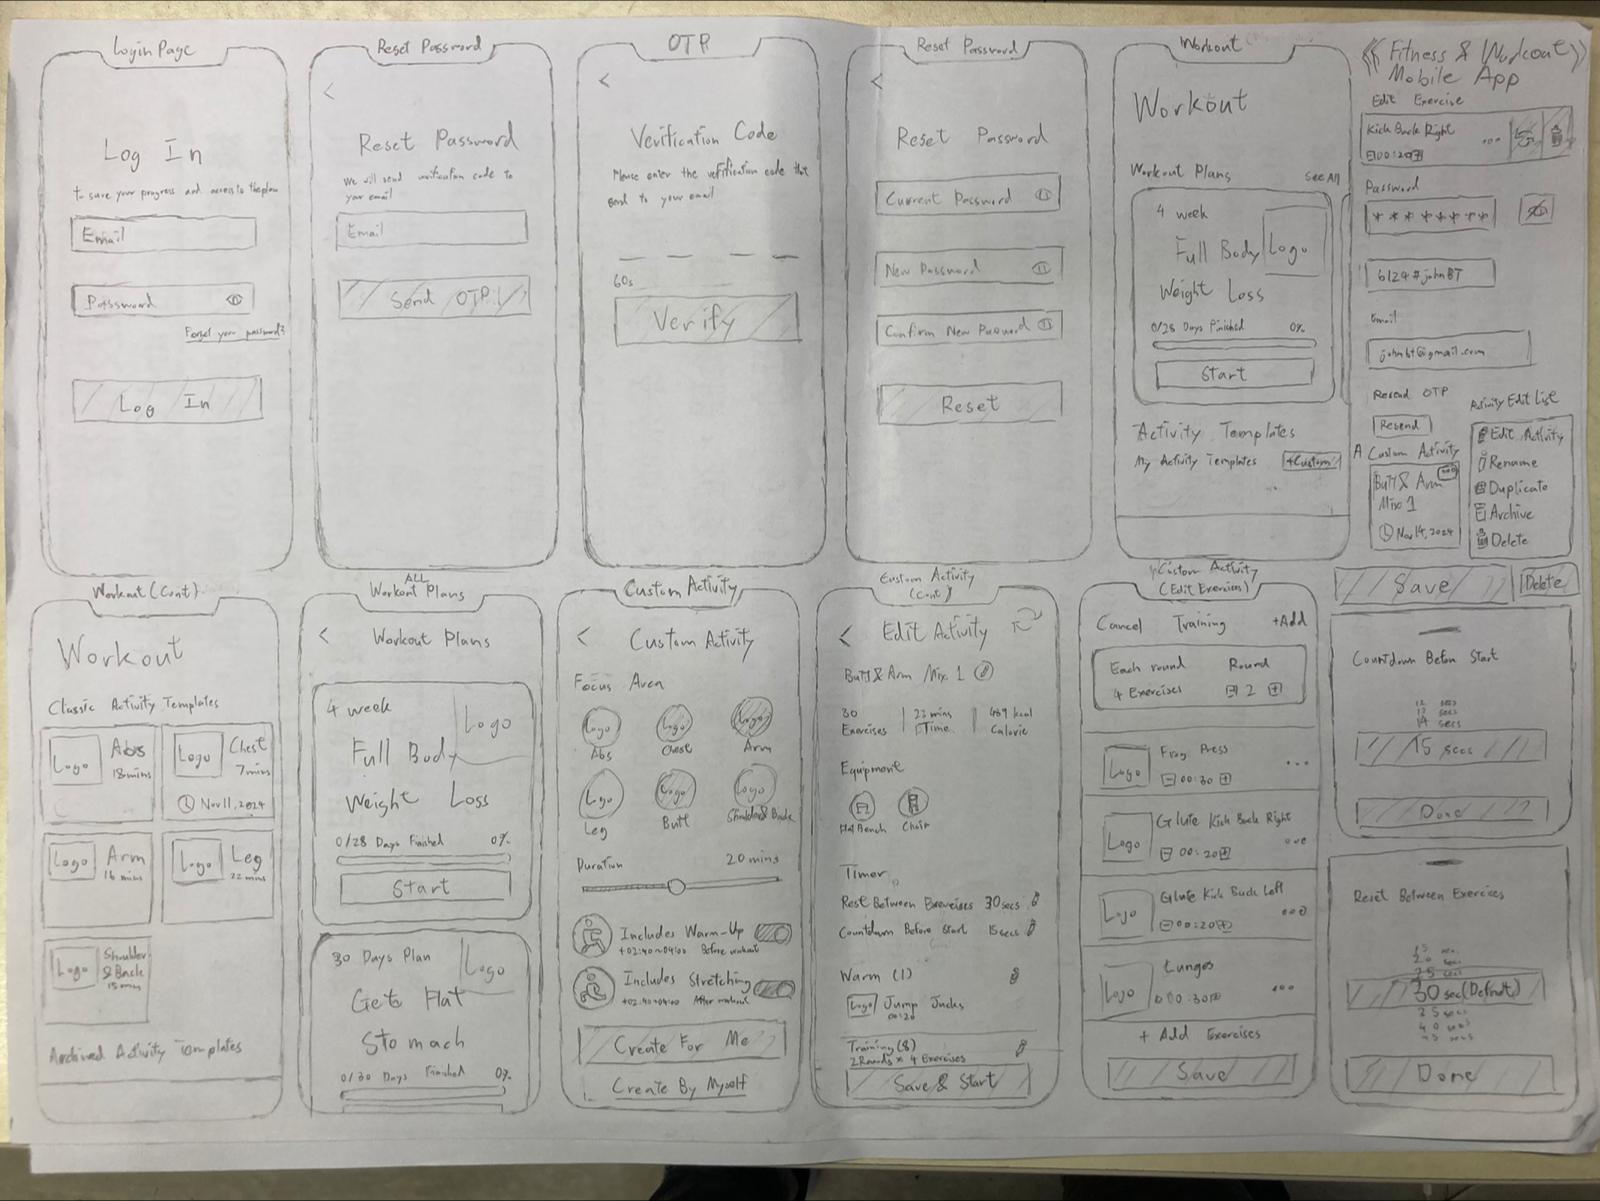 Login Page
Log In
to save your progress and access to the plan
Email
Password
Forget your password?
Log In
Reset Password
<
Reset Password
We will send verification code to
your email
Email
Send OTP
OTP
<
Verification Code
Please enter the verification code that
send to your email
60s
Verify
Reset Password
<
Reset Password
Current Password
New Password
Confirm New Password
Reset
Workout
Workout
Workout Plans See All
4 week
Full Body Logo
Weight Loss
0/28 Days Finished 0%
Start
Activity Templates
My Activity Templates +Custom
Fitness & Workout
Mobile App
Edit Exercise
Kick Back Right
00:20
Password
********
6124#johnBT
Email
johnbt@gmail.com
Resend OTP
Resend
A Custom Activity
Butt & Arm
Mix 1
Nov 14, 2024
Activity Edit List
Edit Activity
Rename
Duplicate
Archive
Delete
Save Delete
Workout (Cont)
Workout
Classic Activity Templates
Logo Abs
18 mins
Logo Chest
7 mins
Nov 11, 2024
Logo Arm
16 mins
Logo Leg
22 mins
Logo Shoulder
& Back
15 min
Archived Activity Templates
ALL
Workout Plans
< Workout Plans
4 week Logo
Full Body
Weight Loss
0/28 Days Finished 0%
Start
30 Days Plan Logo
Gets Flat
Stomach
0/30 Days Finished 0%
Custom Activity
< Custom Activity
Focus Area
Logo Logo Logo
Abs Chest Arm
Logo Logo Logo
Leg Butt Shoulder & Back
Duration 20 mins
Includes Warm-Up
+02:40~04:00 Before workout
Includes Stretching
+02:40~04:00 After workout
Create For Me
Create By Myself
Custom Activity
(Cont)
< Edit Activity
Butt & Arm Mix 1
30 23 mins 489 kcal
Exercises Time Calorie
Equipment
Flat Bench Chair
Timer
Rest Between Exercises 30 secs
Countdown Before Start 15 secs
Warm (1)
Logo Jump Jacks
00:20
Training (8)
2 Rounds × 4 Exercises
Save & Start
Custom Activity
(Edit Exercises)
Cancel Training +Add
Each round Round
4 Exercises 2
Logo Frog Press
00:30
Logo Glute Kick Back Right
00:20
Logo Glute Kick Back Left
00:20
Logo Lunges
00:30
+ Add Exercises
Save
Countdown Before Start
12 secs
13 secs
14 secs
15 secs
Done
Reset Between Exercises
15 sec
20 sec
25 sec
30 sec (Default)
40 sec
45 secs
Done